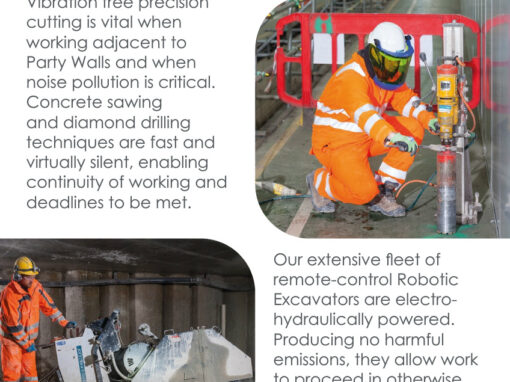 Vibration free precision
cutting is vital when
working adjacent to
Party Walls and when
noise pollution is critical.
Concrete sawing
and diamond drilling
techniques are fast and
virtually silent, enabling
continuity of working and
deadlines to be met.
Our extensive fleet of
remote-control Robotic
Excavators are electro-
hydraulically powered.
Producing no harmful
emissions, they allow work
to proceed in otherwise